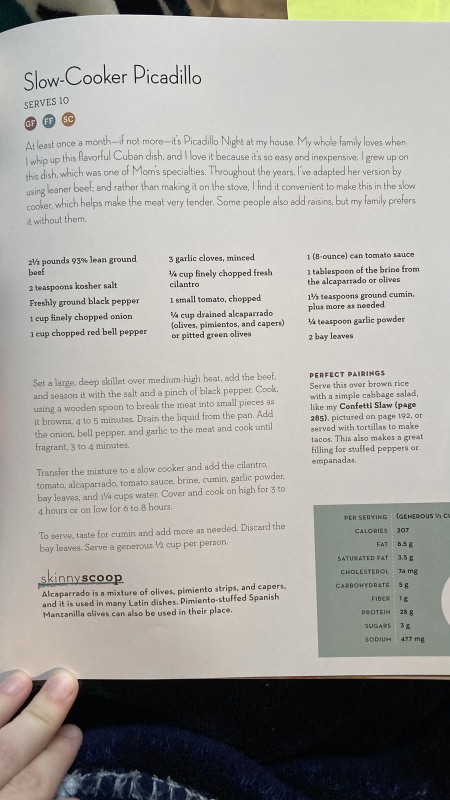 Slow-Cooker Picadillo
SERVES 10
GF FF SC
At least once a month—if not more—it's Picadillo Night at my house. My whole family loves when
I whip up this flavorful Cuban dish, and I love it because it's so easy and inexpensive. I grew up on
this dish, which was one of Mom's specialties. Throughout the years, I've adapted her version by
using leaner beef; and rather than making it on the stove, I find it convenient to make this in the slow
cooker, which helps make the meat very tender. Some people also add raisins, but my family prefers
it without them.
2½ pounds 93% lean ground
beef
2 teaspoons kosher salt
Freshly ground black pepper
1 cup finely chopped onion
1 cup chopped red bell pepper
3 garlic cloves, minced
¼ cup finely chopped fresh
cilantro
1 small tomato, chopped
¼ cup drained alcaparrado
(olives, pimientos, and capers)
or pitted green olives
1 (8-ounce) can tomato sauce
1 tablespoon of the brine from
the alcaparrado or olives
1½ teaspoons ground cumin,
plus more as needed
¼ teaspoon garlic powder
2 bay leaves
Set a large, deep skillet over medium-high heat, add the beef,
and season it with the salt and a pinch of black pepper. Cook,
using a wooden spoon to break the meat into small pieces as
it browns, 4 to 5 minutes. Drain the liquid from the pan. Add
the onion, bell pepper, and garlic to the meat and cook until
fragrant, 3 to 4 minutes.
Transfer the mixture to a slow cooker and add the cilantro,
tomato, alcaparrado, tomato sauce, brine, cumin, garlic powder,
bay leaves, and 1¼ cups water. Cover and cook on high for 3 to
4 hours or on low for 6 to 8 hours.
To serve, taste for cumin and add more as needed. Discard the
bay leaves. Serve a generous ½ cup per person.
skinnyscoop
Alcaparrado is a mixture of olives, pimiento strips, and capers,
and it is used in many Latin dishes. Pimiento-stuffed Spanish
Manzanilla olives can also be used in their place.
PERFECT PAIRINGS
Serve this over brown rice
with a simple cabbage salad,
like my Confetti Slaw (page
285), pictured on page 192, or
served with tortillas to make
tacos. This also makes a great
filling for stuffed peppers or
empanadas.
PER SERVING (GENEROUS ½ CU
CALORIES 207
FAT 8.5 g
SATURATED FAT 3.5 g
CHOLESTEROL 74 mg
CARBOHYDRATE 5 g
FIBER 1 g
PROTEIN 28 g
SUGARS 3 g
SODIUM 477 mg